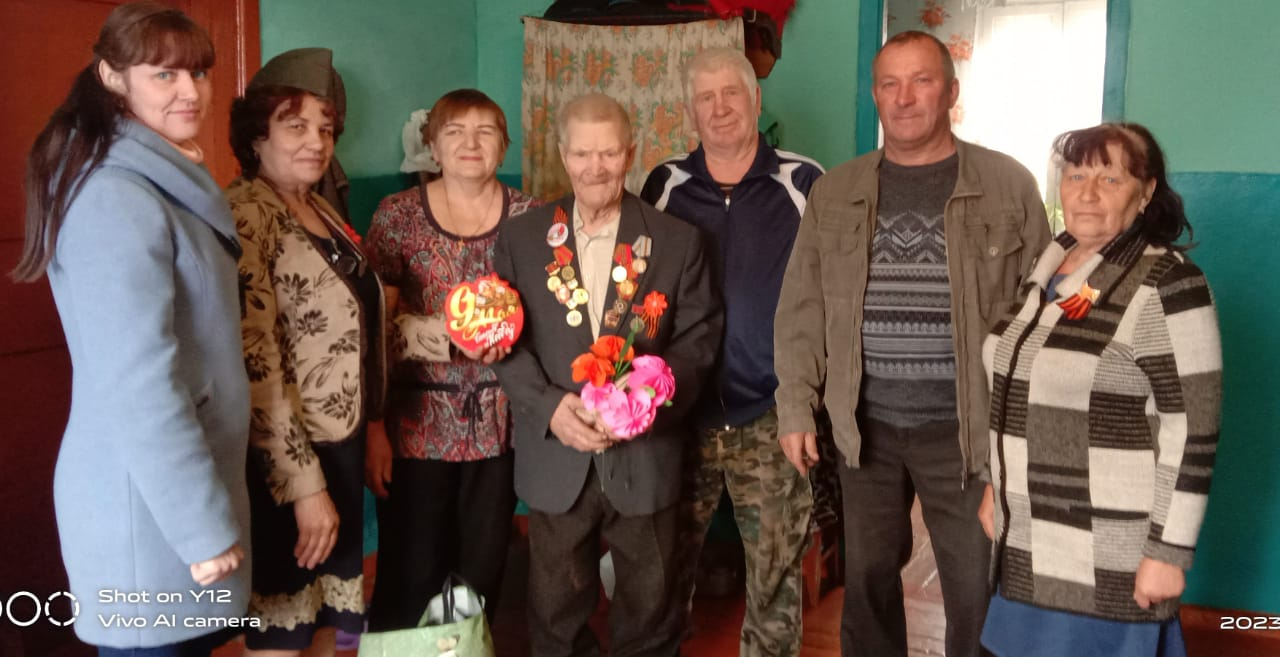 9 мая
Shot on Y12
Vivo AI camera
2023